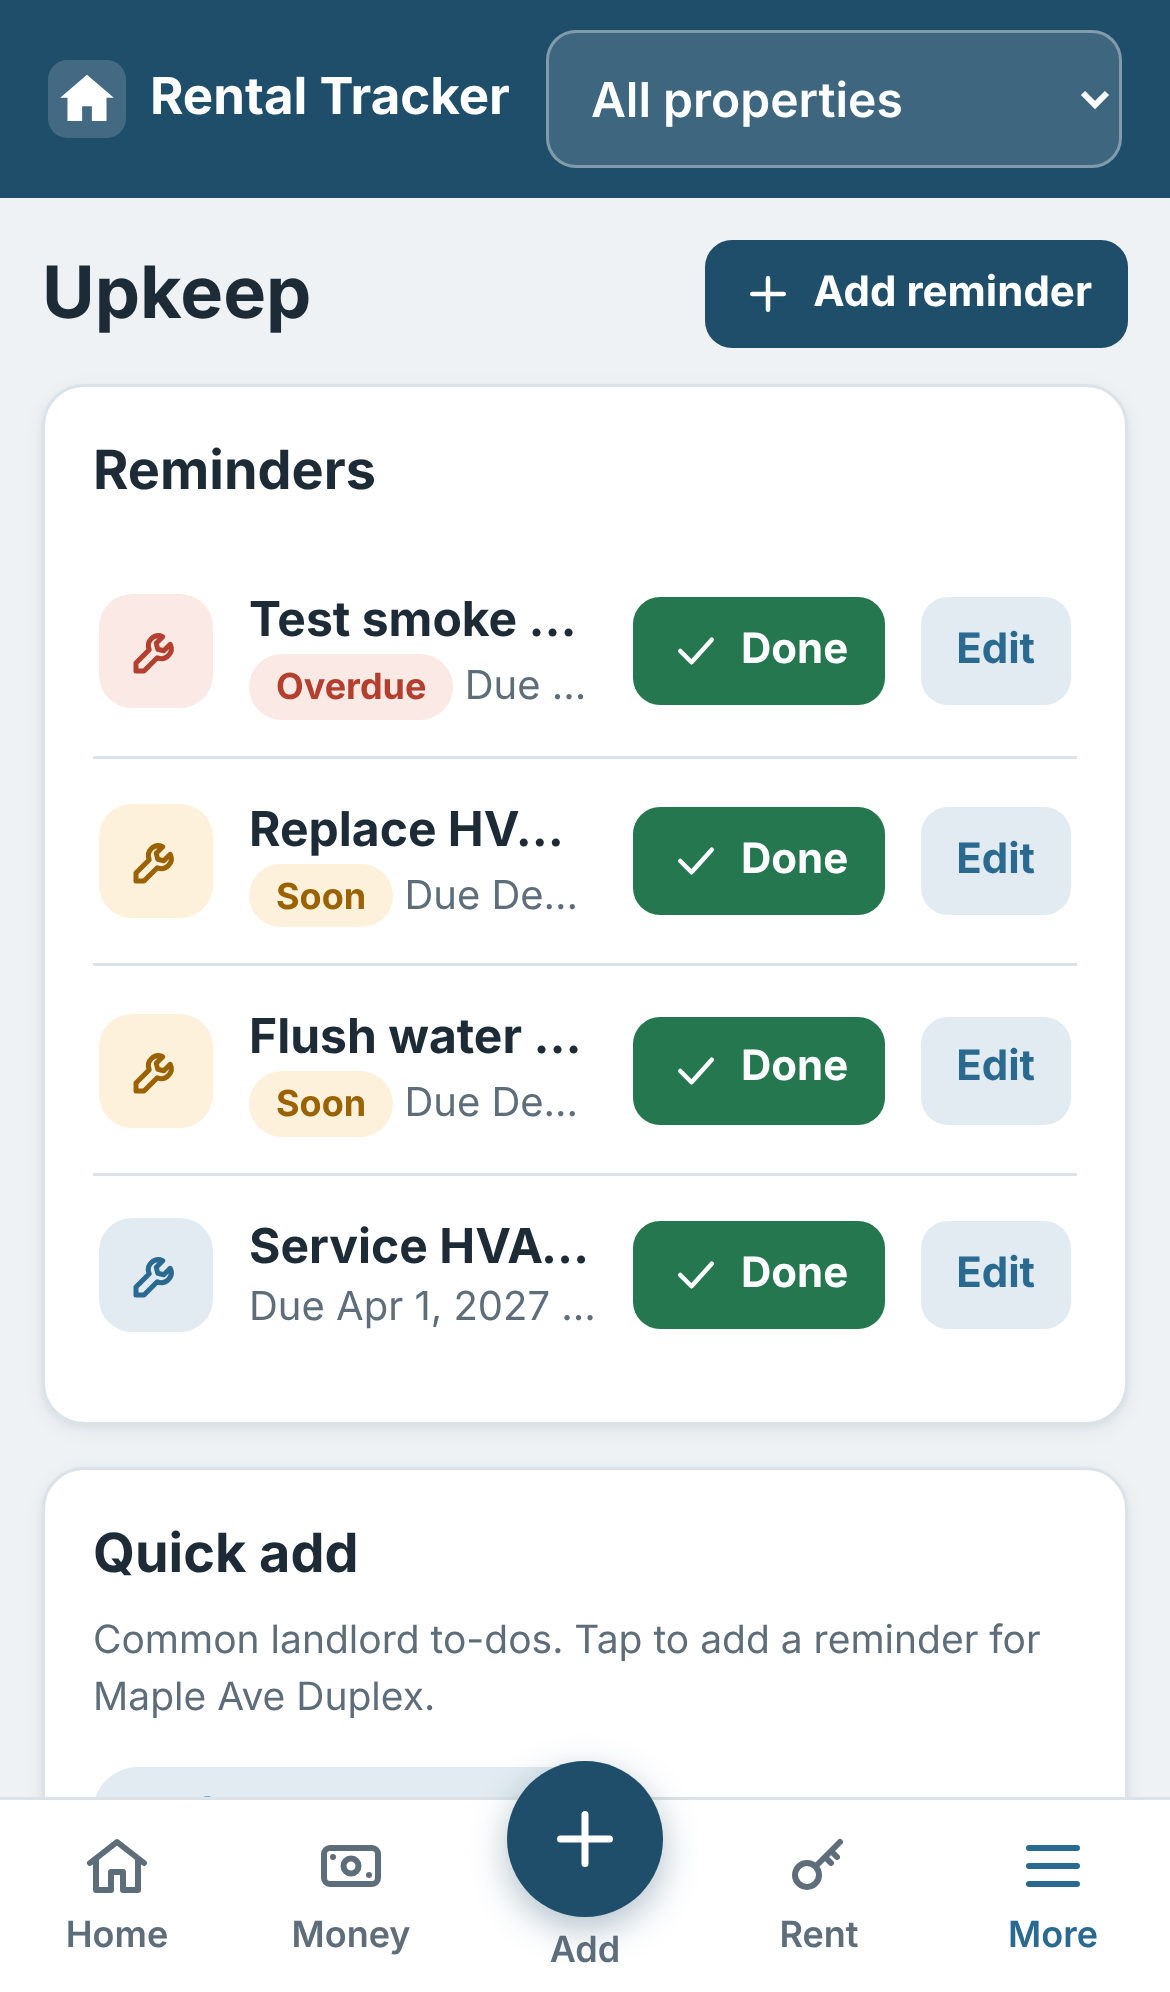 Rental Tracker
All properties
Upkeep
Add reminder
Reminders
Test smoke ...
Overdue Due ...
Done
Edit
Replace HV...
Soon Due De...
Done
Edit
Flush water ...
Soon Due De...
Done
Edit
Service HVA...
Due Apr 1, 2027 ...
Done
Edit
Quick add
Common landlord to-dos. Tap to add a reminder for
Maple Ave Duplex.
Home
Money
Add
Rent
More